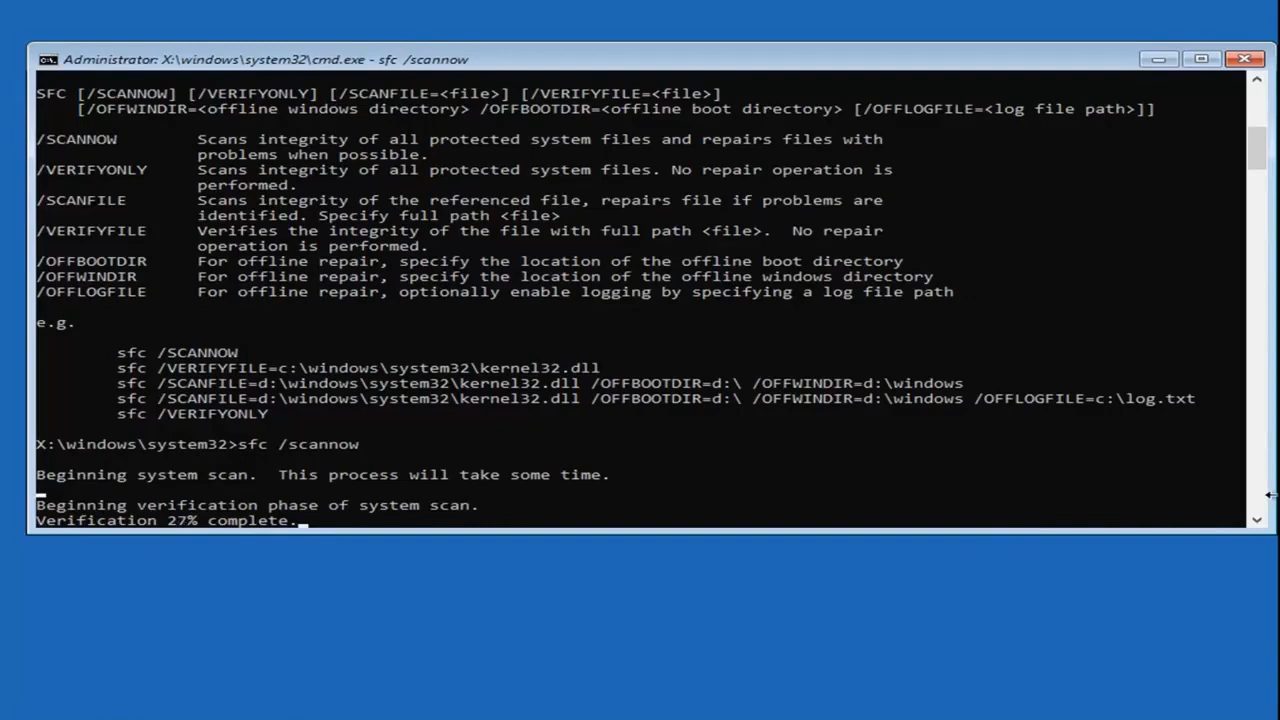 Administrator: X:\windows\system32\cmd.exe - sfc /scannow
SFC [/SCANNOW] [/VERIFYONLY] [/SCANFILE=<file>] [/VERIFYFILE=<file>]
[/OFFWINDIR=<offline windows directory> /OFFBOOTDIR=<offline boot directory> [/OFFLOGFILE=<log file path>]]
/SCANNOW Scans integrity of all protected system files and repairs files with
problems when possible.
/VERIFYONLY Scans integrity of all protected system files. No repair operation is
performed.
/SCANFILE Scans integrity of the referenced file, repairs file if problems are
identified. Specify full path <file>
/VERIFYFILE Verifies the integrity of the file with full path <file>. No repair
operation is performed.
/OFFBOOTDIR For offline repair, specify the location of the offline boot directory
/OFFWINDIR For offline repair, specify the location of the offline windows directory
/OFFLOGFILE For offline repair, optionally enable logging by specifying a log file path
e.g.
sfc /SCANNOW
sfc /VERIFYFILE=c:\windows\system32\kernel32.dll
sfc /SCANFILE=d:\windows\system32\kernel32.dll /OFFBOOTDIR=d:\ /OFFWINDIR=d:\windows
sfc /SCANFILE=d:\windows\system32\kernel32.dll /OFFBOOTDIR=d:\ /OFFWINDIR=d:\windows /OFFLOGFILE=c:\log.txt
sfc /VERIFYONLY
X:\windows\system32>sfc /scannow
Beginning system scan. This process will take some time.
Beginning verification phase of system scan.
Verification 27% complete.